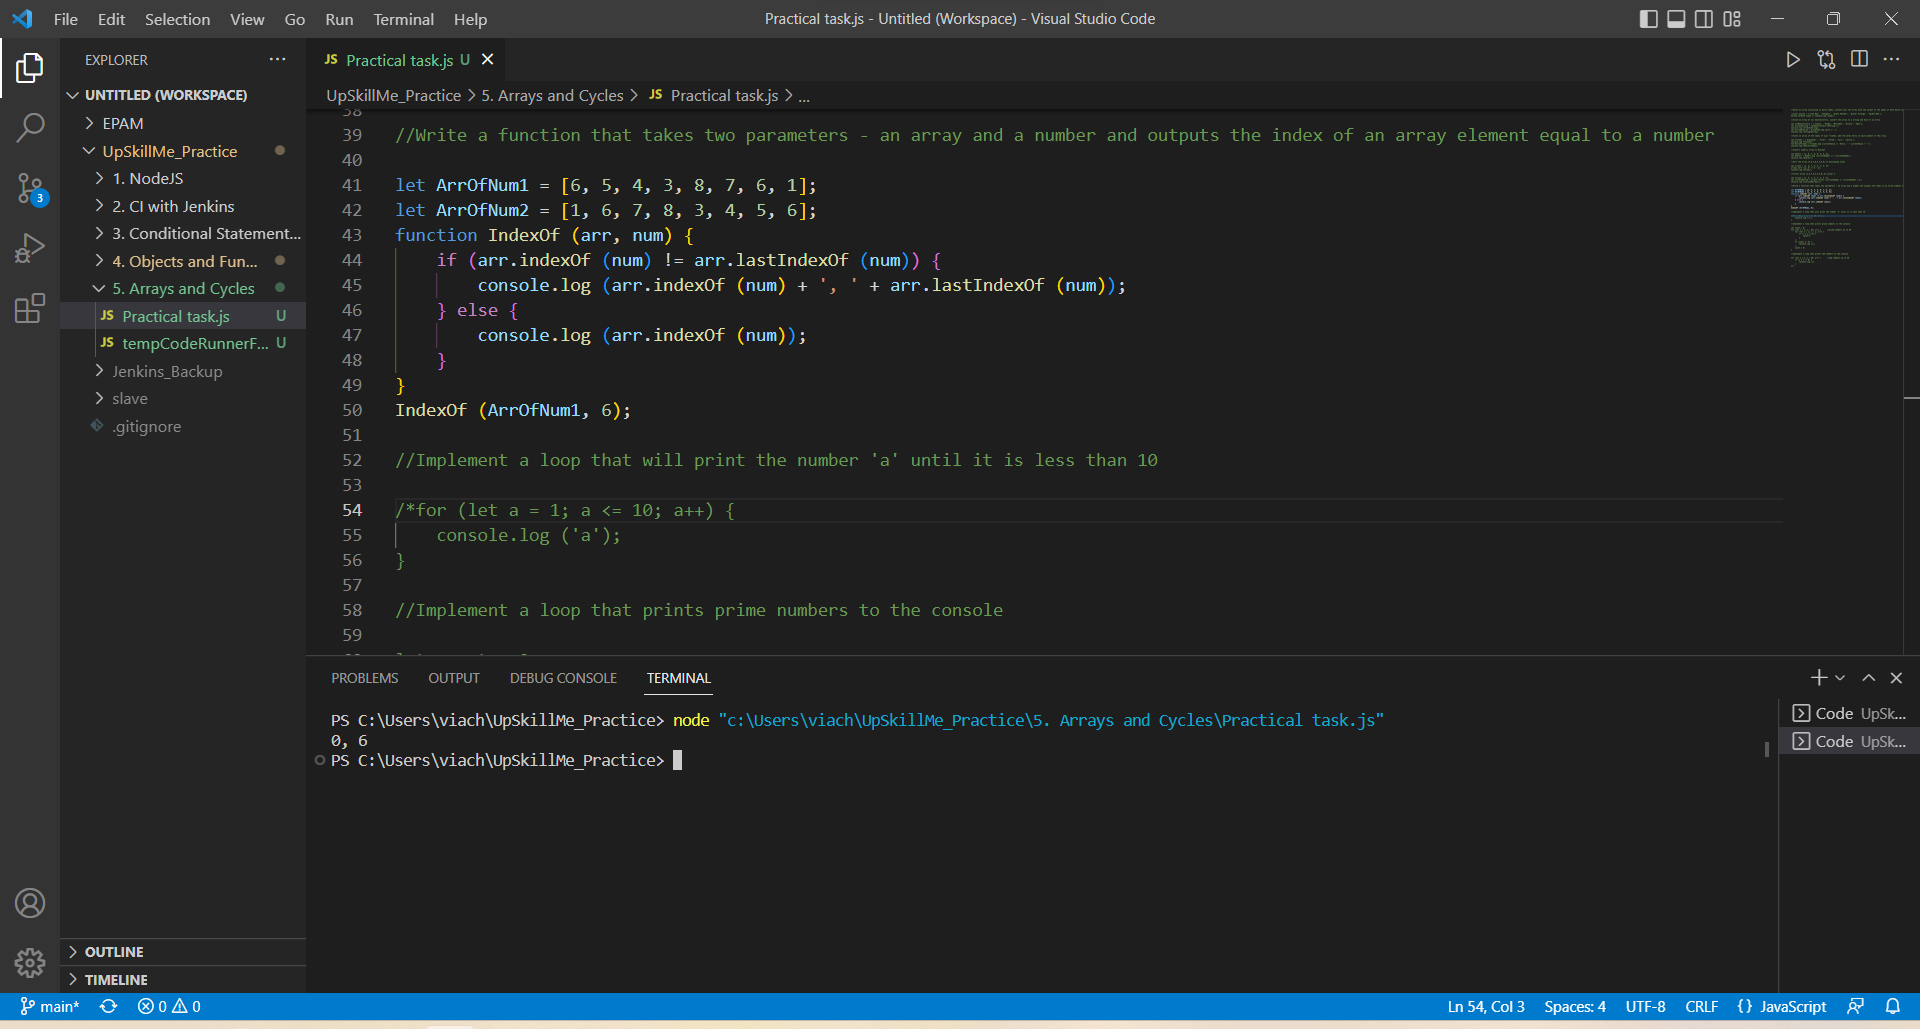 File Edit Selection View Go Run Terminal Help
Practical task.js - Untitled (Workspace) - Visual Studio Code
EXPLORER
UNTITLED (WORKSPACE)
EPAM
UpSkillMe_Practice
1. NodeJS
2. CI with Jenkins
3. Conditional Statement...
4. Objects and Fun...
5. Arrays and Cycles
JS Practical task.js U
JS tempCodeRunnerF... U
Jenkins_Backup
slave
.gitignore
OUTLINE
TIMELINE
3
JS Practical task.js U
UpSkillMe_Practice > 5. Arrays and Cycles > JS Practical task.js > ...
38
39 //Write a function that takes two parameters - an array and a number and outputs the index of an array element equal to a number
40
41 let ArrOfNum1 = [6, 5, 4, 3, 8, 7, 6, 1];
42 let ArrOfNum2 = [1, 6, 7, 8, 3, 4, 5, 6];
43 function IndexOf (arr, num) {
44 if (arr.indexOf (num) != arr.lastIndexOf (num)) {
45 console.log (arr.indexOf (num) + ', ' + arr.lastIndexOf (num));
46 } else {
47 console.log (arr.indexOf (num));
48 }
49 }
50 IndexOf (ArrOfNum1, 6);
51
52 //Implement a loop that will print the number 'a' until it is less than 10
53
54 /*for (let a = 1; a <= 10; a++) {
55 console.log ('a');
56 }
57
58 //Implement a loop that prints prime numbers to the console
59
PROBLEMS OUTPUT DEBUG CONSOLE TERMINAL
PS C:\Users\viach\UpSkillMe_Practice> node "c:\Users\viach\UpSkillMe_Practice\5. Arrays and Cycles\Practical task.js"
0, 6
PS C:\Users\viach\UpSkillMe_Practice>
Code UpSk...
Code UpSk...
main* 0 0
Ln 54, Col 3 Spaces: 4 UTF-8 CRLF {} JavaScript